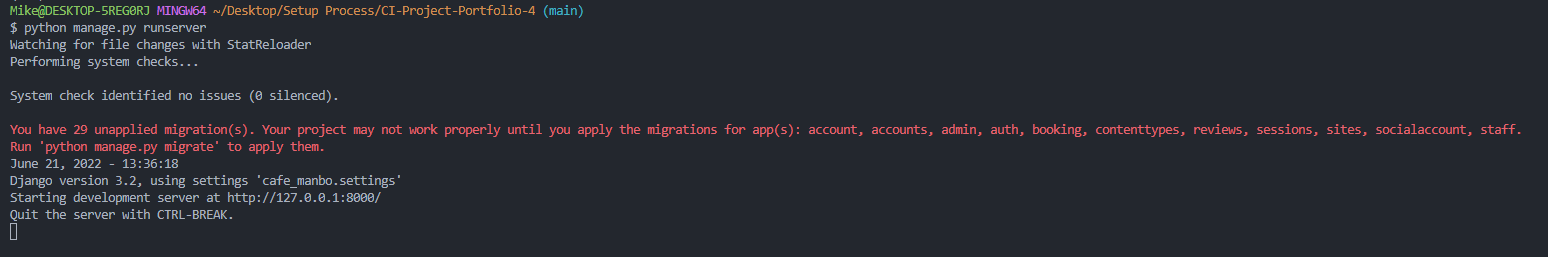 Mike@DESKTOP-5REG0RJ MINGW64 ~/Desktop/Setup Process/CI-Project-Portfolio-4 (main)
$ python manage.py runserver
Watching for file changes with StatReloader
Performing system checks...
System check identified no issues (0 silenced).
You have 29 unapplied migration(s). Your project may not work properly until you apply the migrations for app(s): account, accounts, admin, auth, booking, contenttypes, reviews, sessions, sites, socialaccount, staff.
Run 'python manage.py migrate' to apply them.
June 21, 2022 - 13:36:18
Django version 3.2, using settings 'cafe_manbo.settings'
Starting development server at http://127.0.0.1:8000/
Quit the server with CTRL-BREAK.